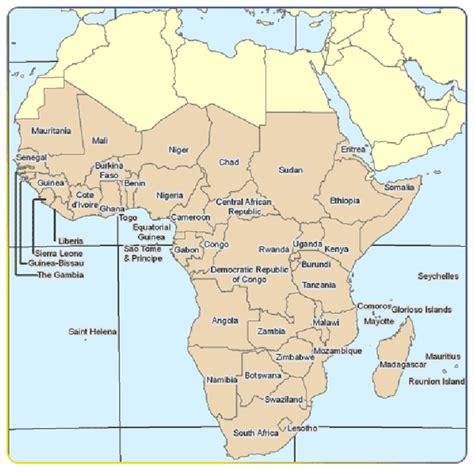 Mauritania
Mali
Niger
Chad
Sudan
Eritrea
Senegal
Burkina
Faso
Guinea
Benin
Nigeria
Cote
d'Ivoire
Ghana
Togo
Ethiopia
Somalia
Central African
Republic
Cameroon
Equatorial
Guinea
Sao Tome
& Principe
Liberia
Sierra Leone
Guinea-Bissau
The Gambia
Gabon
Congo
Uganda
Kenya
Rwanda
Burundi
Democratic Republic
of Congo
Tanzania
Seychelles
Comoros
Glorioso Islands
Mayotte
Saint Helena
Angola
Zambia
Malawi
Mozambique
Zimbabwe
Madagascar
Mauritius
Reunion Island
Namibia
Botswana
Swaziland
South Africa
Lesotho